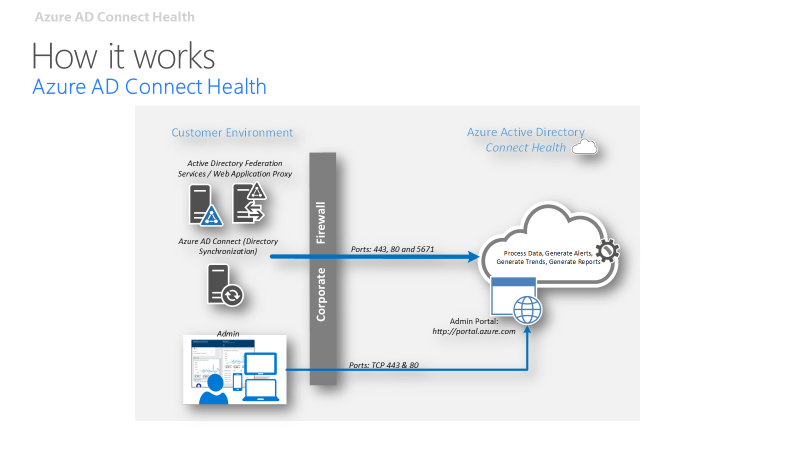 Azure AD Connect Health
How it works
Azure AD Connect Health
Customer Environment
Azure Active Directory
Connect Health
Active Directory Federation
Services / Web Application Proxy
Azure AD Connect (Directory
Synchronization)
Corporate Firewall
Ports: 443, 80 and 5671
Process Data, Generate Alerts,
Generate Trends, Generate Reports
Admin Portal:
http://portal.azure.com
Admin
Ports: TCP 443 & 80